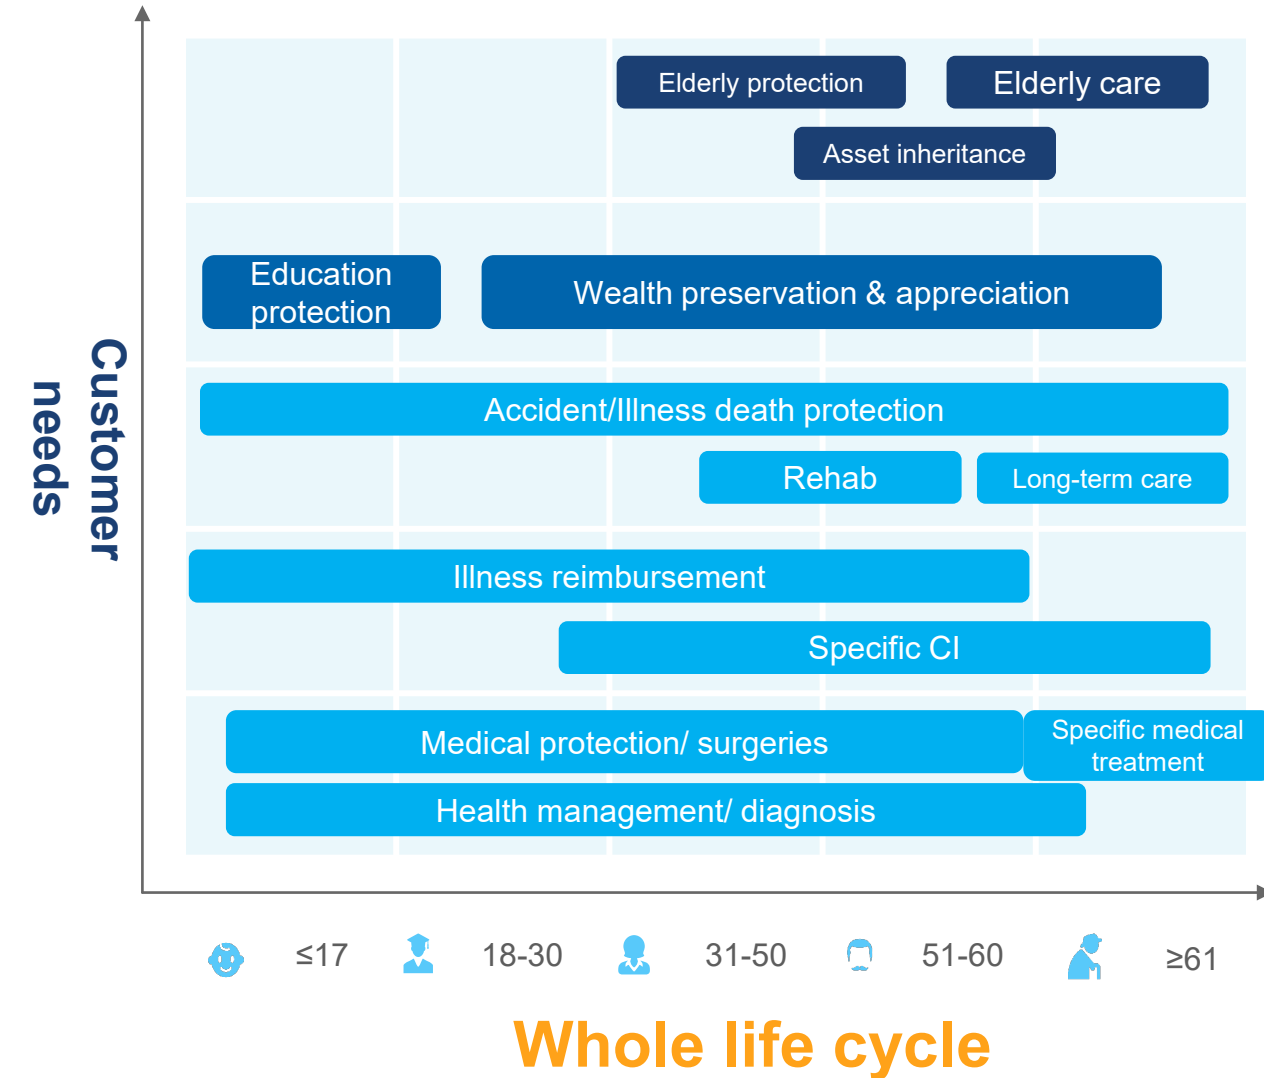 Elderly protection
Elderly care
Asset inheritance
Education
protection
Wealth preservation & appreciation
Customer
needs
Accident/Illness death protection
Rehab
Long-term care
Illness reimbursement
Specific CI
Medical protection/ surgeries
Specific medical
treatment
Health management/ diagnosis
≤17
18-30
31-50
51-60
≥61
Whole life cycle